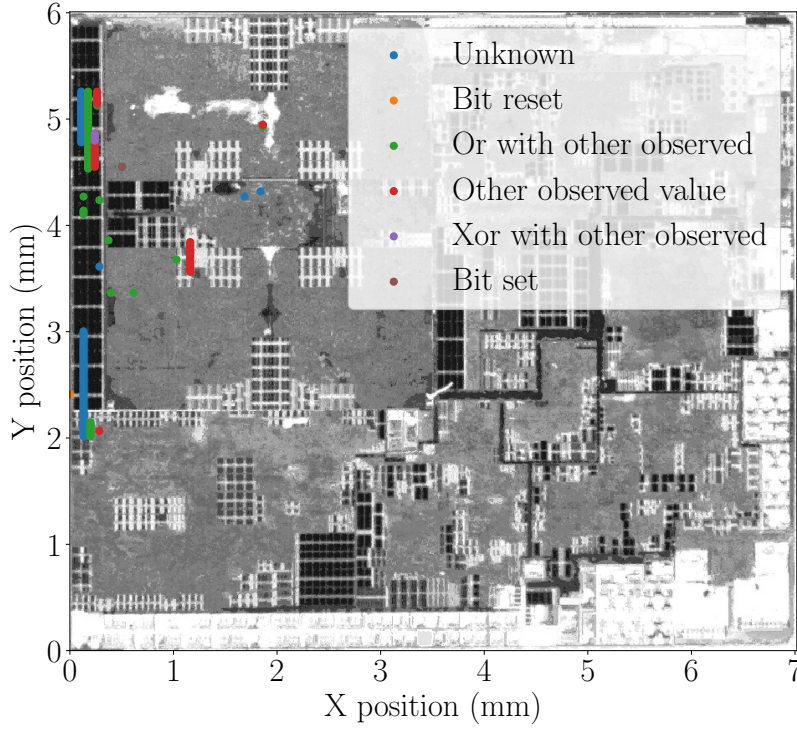 6
5
4
3
2
1
0
Y position (mm)
Unknown
Bit reset
Or with other observed
Other observed value
Xor with other observed
Bit set
0 1 2 3 4 5 6 7
X position (mm)